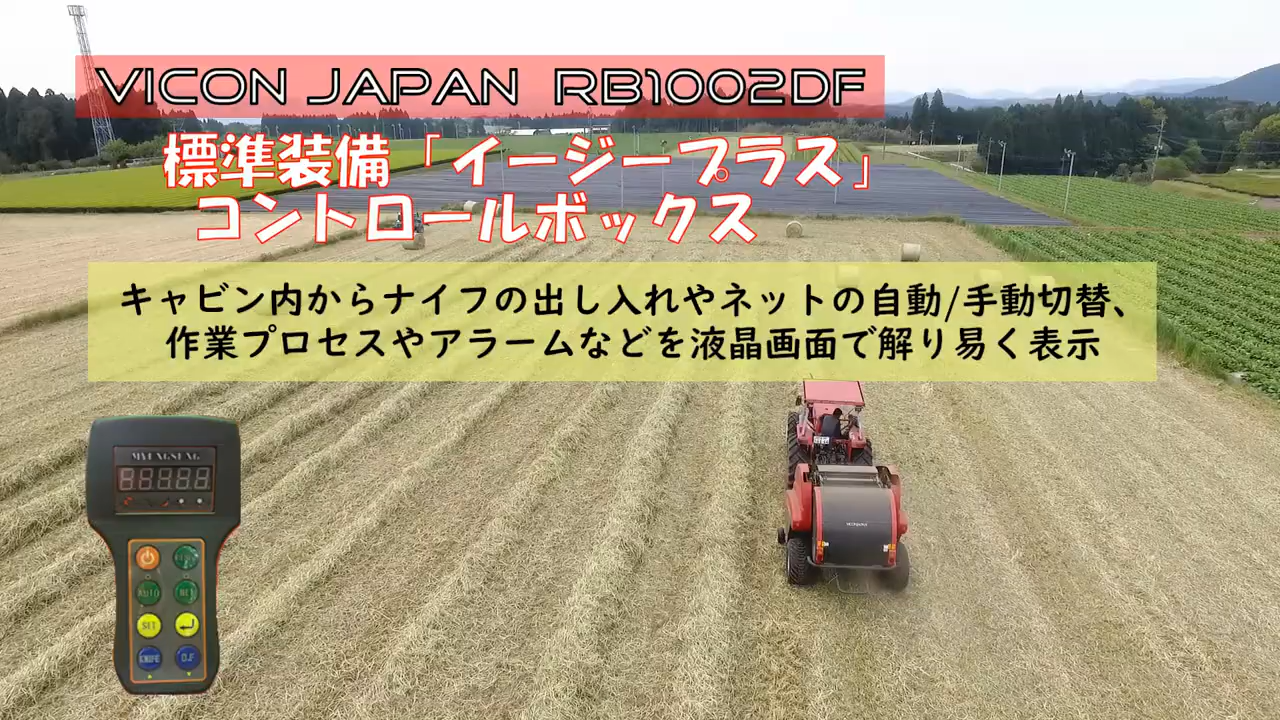 VICON JAPAN RB1002DF
標準装備「イージープラス」
コントロールボックス
キャビン内からナイフの出し入れやネットの自動/手動切替、
作業プロセスやアラームなどを液晶画面で解り易く表示
MYUNGSUNG
88888
AUTO
SET
KNIFE D.F